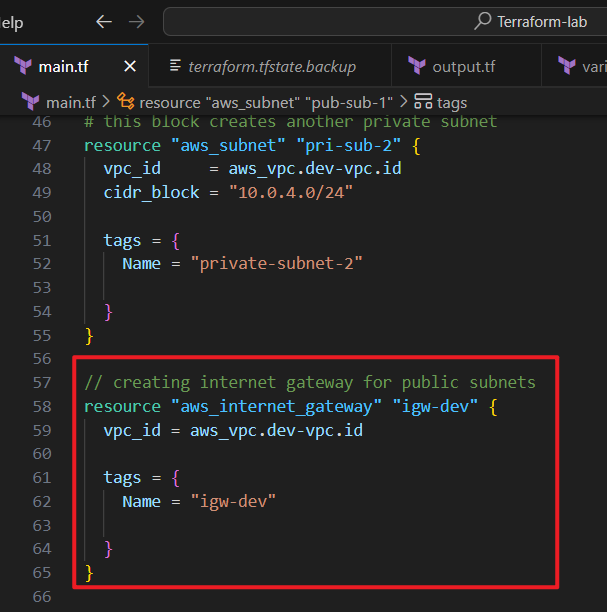 elp
Terraform-lab
main.tf
terraform.tfstate.backup
output.tf
vari
main.tf > resource "aws_subnet" "pub-sub-1" > tags
46 # this block creates another private subnet
47 resource "aws_subnet" "pri-sub-2" {
48 vpc_id = aws_vpc.dev-vpc.id
49 cidr_block = "10.0.4.0/24"
50
51 tags = {
52 Name = "private-subnet-2"
53
54 }
55 }
56
57 // creating internet gateway for public subnets
58 resource "aws_internet_gateway" "igw-dev" {
59 vpc_id = aws_vpc.dev-vpc.id
60
61 tags = {
62 Name = "igw-dev"
63
64 }
65 }
66